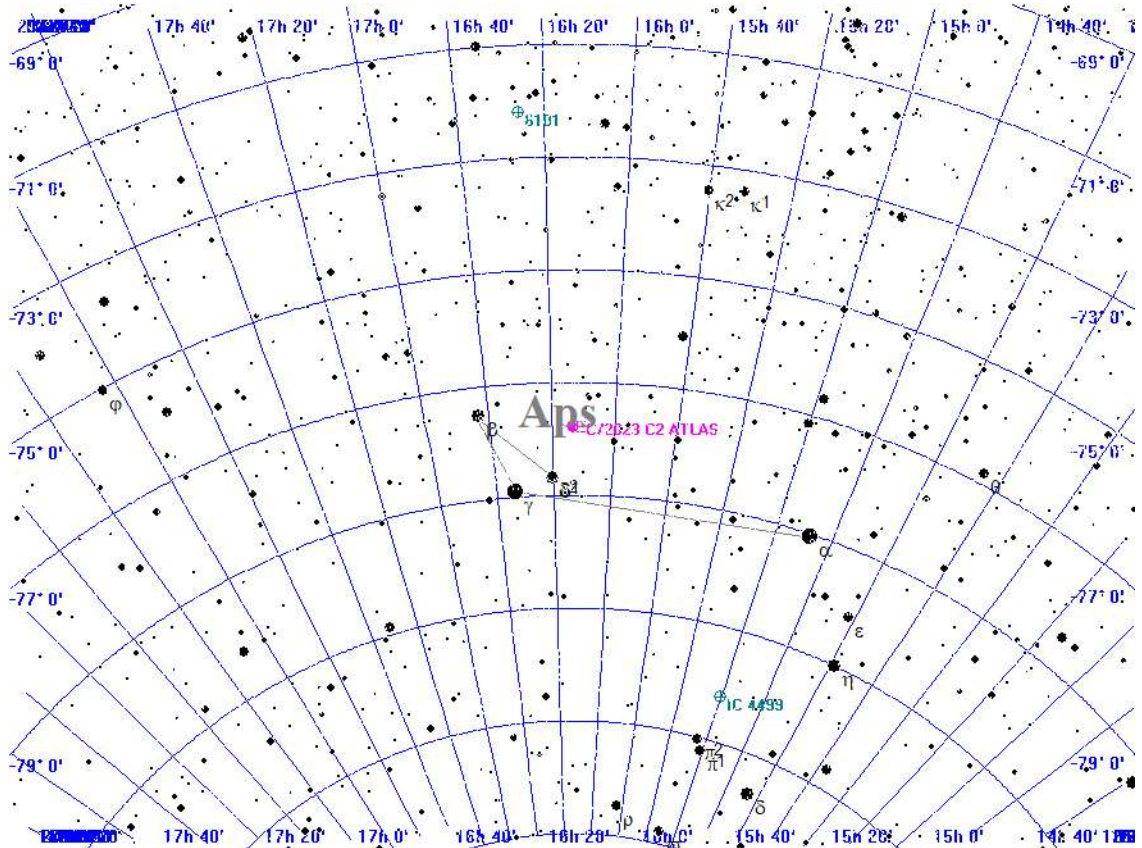 17h 40' 17h 20' 17h 0' 16h 40' 16h 20' 16h 0' 15h 40' 15h 20' 15h 0' 14h 40'
-69° 0' -69° 0'
6101
-71° 0' -71° 0'
κ2 κ1
-73° 0' -73° 0'
φ
Aps
β C/2023 C2 ATLAS
-75° 0' -75° 0'
θ
γ
α
-77° 0' -77° 0'
ε
η
IC 4499
π2
π1
-79° 0' -79° 0'
δ
ρ
17h 40' 17h 20' 17h 0' 16h 40' 16h 20' 16h 0' 15h 40' 15h 20' 15h 0' 14h 40'